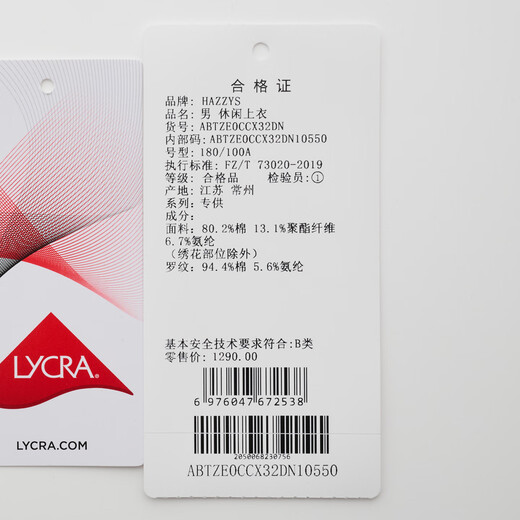 合格证
品牌: HAZZYS
品名: 男 休闲上衣
货号: ABTZE0CCX32DN
内部码: ABTZE0CCX32DN10550
号型: 180/100A
执行标准: FZ/T 73020-2019
等级: 合格品 检验员:①
产地: 江苏 常州
系列: 专供
成分:
面料: 80.2%棉 13.1%聚酯纤维
6.7%氨纶
（绣花部位除外）
罗纹: 94.4%棉 5.6%氨纶
基本安全技术要求符合:B类
零售价: 1290.00
6 976047 672538
2050068230756
ABTZE0CCX32DN10550
LYCRA®
LYCRA.COM